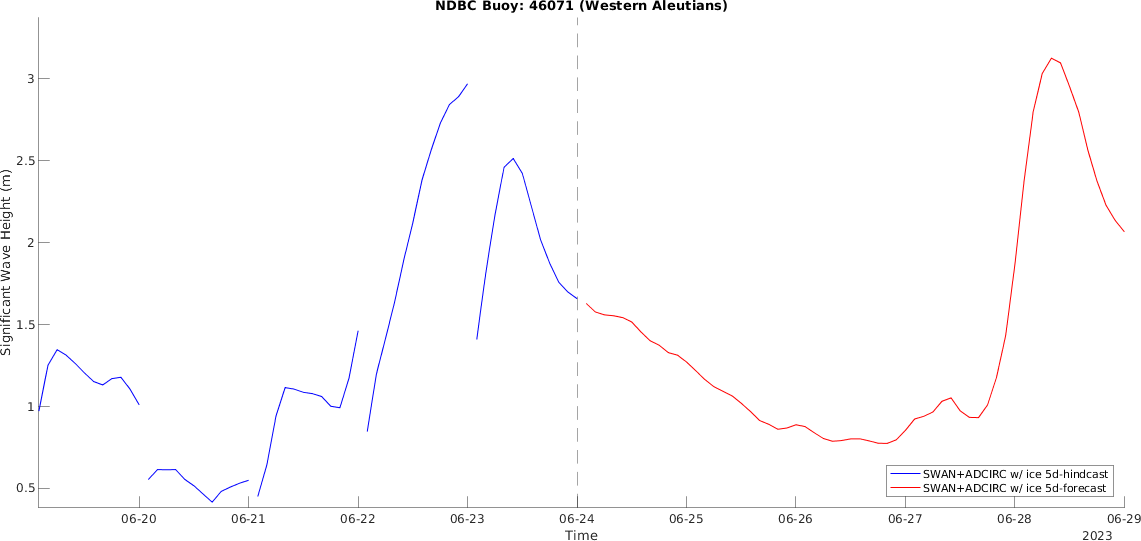 NDBC Buoy: 46071 (Western Aleutians)
Significant Wave Height (m)
3
2.5
2
1.5
1
0.5
06-20 06-21 06-22 06-23 06-24 06-25 06-26 06-27 06-28 06-29
Time
2023
SWAN+ADCIRC w/ ice 5d-hindcast
SWAN+ADCIRC w/ ice 5d-forecast